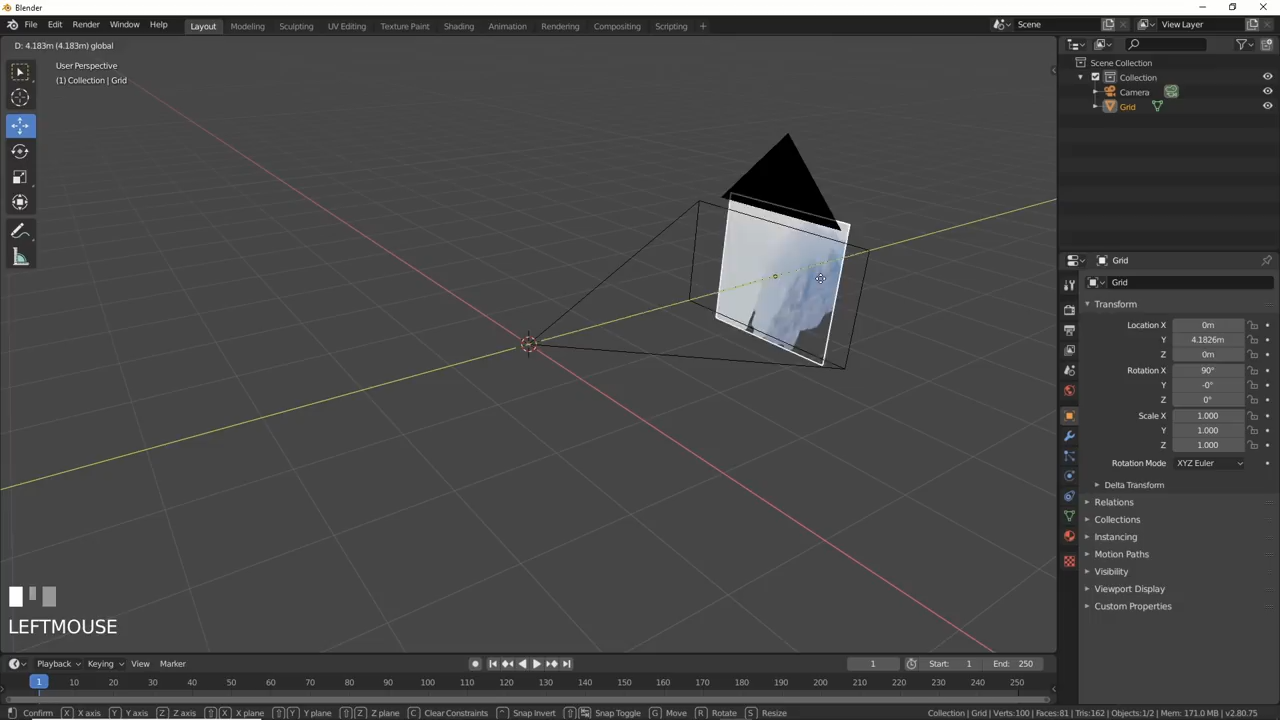 Blender
File Edit Render Window Help
Layout Modeling Sculpting UV Editing Texture Paint Shading Animation Rendering Compositing Scripting +
Scene
View Layer
D: 4.183m (4.183m) global
User Perspective
(1) Collection | Grid
Scene Collection
Collection
Camera
Grid
Grid
Grid
Transform
Location X 0m
Y 4.1826m
Z 0m
Rotation X 90°
Y -0°
Z 0°
Scale X 1.000
Y 1.000
Z 1.000
Rotation Mode XYZ Euler
Delta Transform
Relations
Collections
Instancing
Motion Paths
Visibility
Viewport Display
Custom Properties
LEFTMOUSE
Playback Keying View Marker
1 Start: 1 End: 250
1 10 20 30 40 50 60 70 80 90 100 110 120 130 140 150 160 170 180 190 200 210 220 230 240 250
Confirm X X axis Y Y axis Z Z axis X X plane Y Y plane Z Z plane C Clear Constraints Snap Invert Snap Toggle G Move R Rotate S Resize
Collection | Grid | Verts:100 | Faces:81 | Tris:162 | Objects:1/2 | Mem: 171.0 MB | v2.80.75